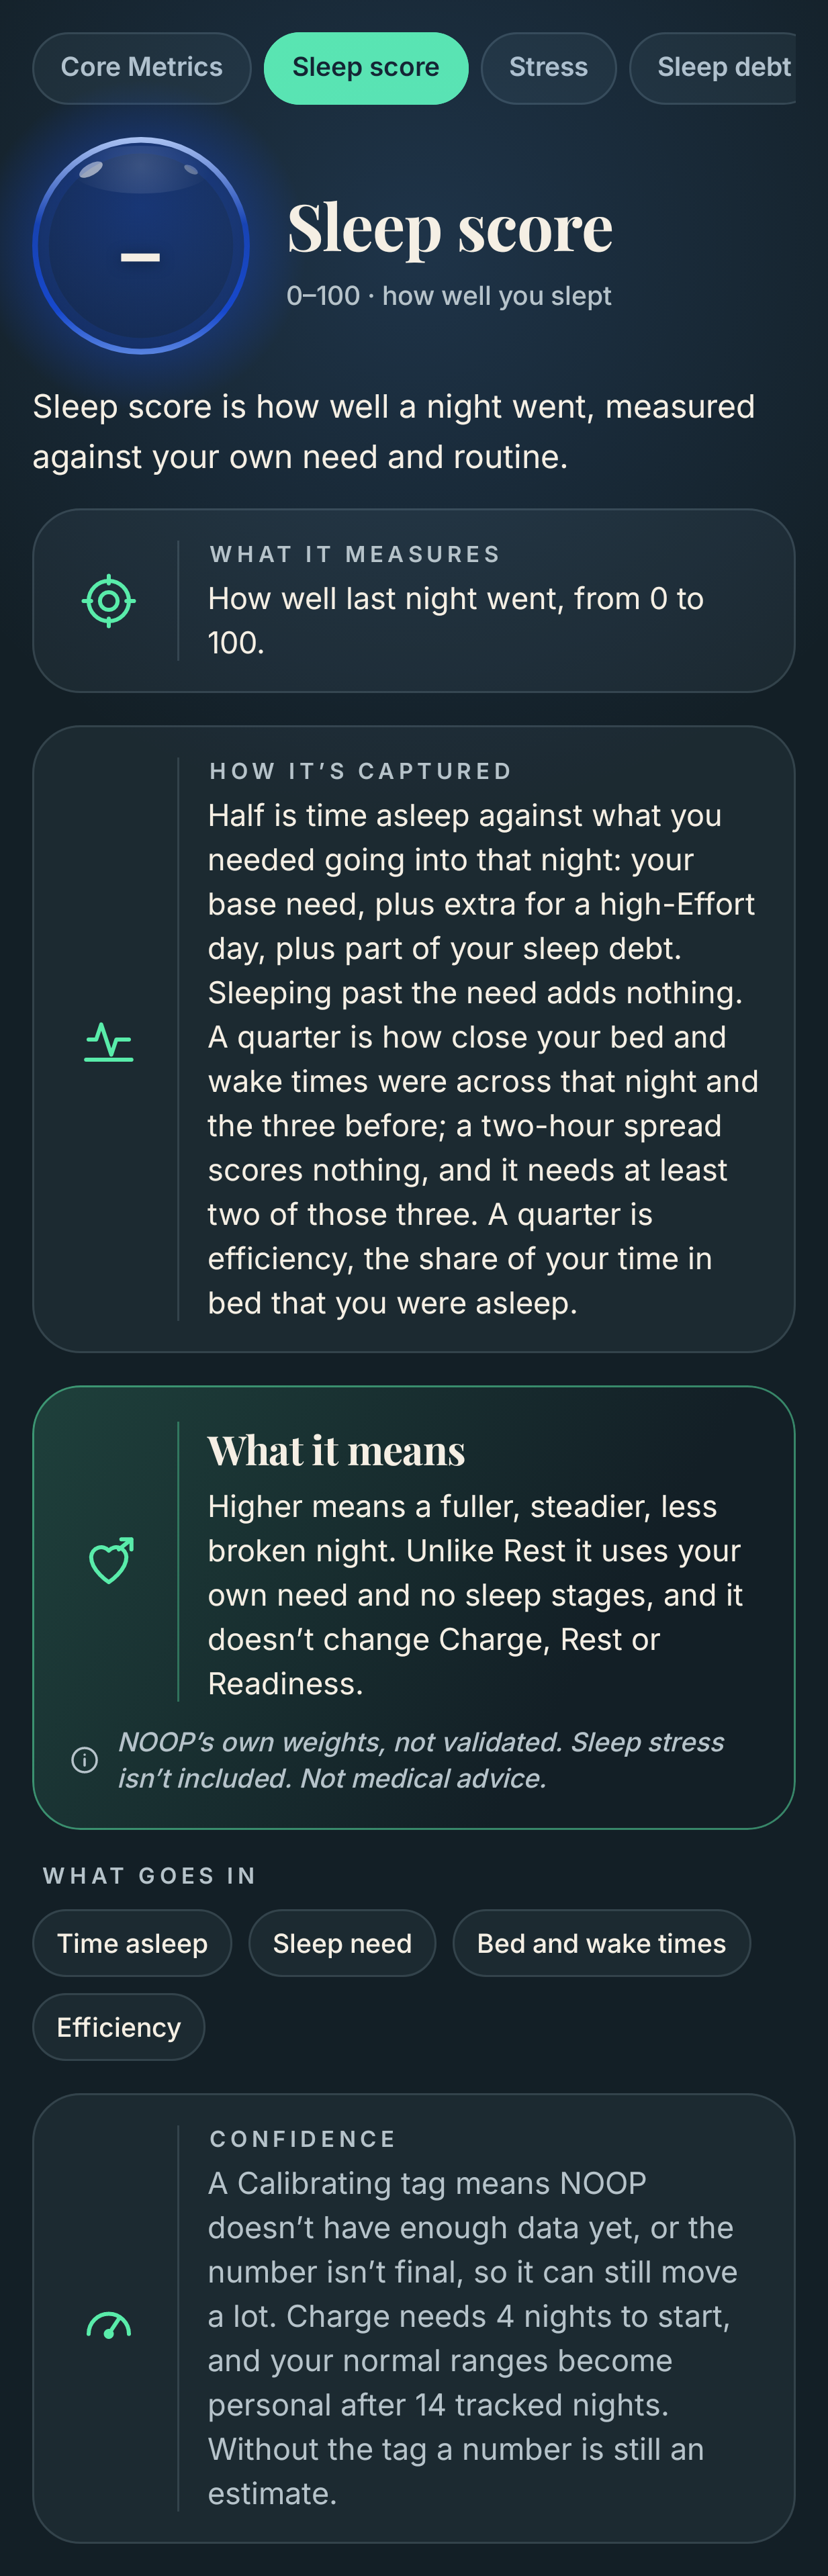 Core Metrics
Sleep score
Stress
Sleep debt
–
Sleep score
0–100 · how well you slept
Sleep score is how well a night went, measured
against your own need and routine.
WHAT IT MEASURES
How well last night went, from 0 to
100.
HOW IT’S CAPTURED
Half is time asleep against what you
needed going into that night: your
base need, plus extra for a high-Effort
day, plus part of your sleep debt.
Sleeping past the need adds nothing.
A quarter is how close your bed and
wake times were across that night and
the three before; a two-hour spread
scores nothing, and it needs at least
two of those three. A quarter is
efficiency, the share of your time in
bed that you were asleep.
What it means
Higher means a fuller, steadier, less
broken night. Unlike Rest it uses your
own need and no sleep stages, and it
doesn’t change Charge, Rest or
Readiness.
NOOP’s own weights, not validated. Sleep stress
isn’t included. Not medical advice.
WHAT GOES IN
Time asleep
Sleep need
Bed and wake times
Efficiency
CONFIDENCE
A Calibrating tag means NOOP
doesn’t have enough data yet, or the
number isn’t final, so it can still move
a lot. Charge needs 4 nights to start,
and your normal ranges become
personal after 14 tracked nights.
Without the tag a number is still an
estimate.